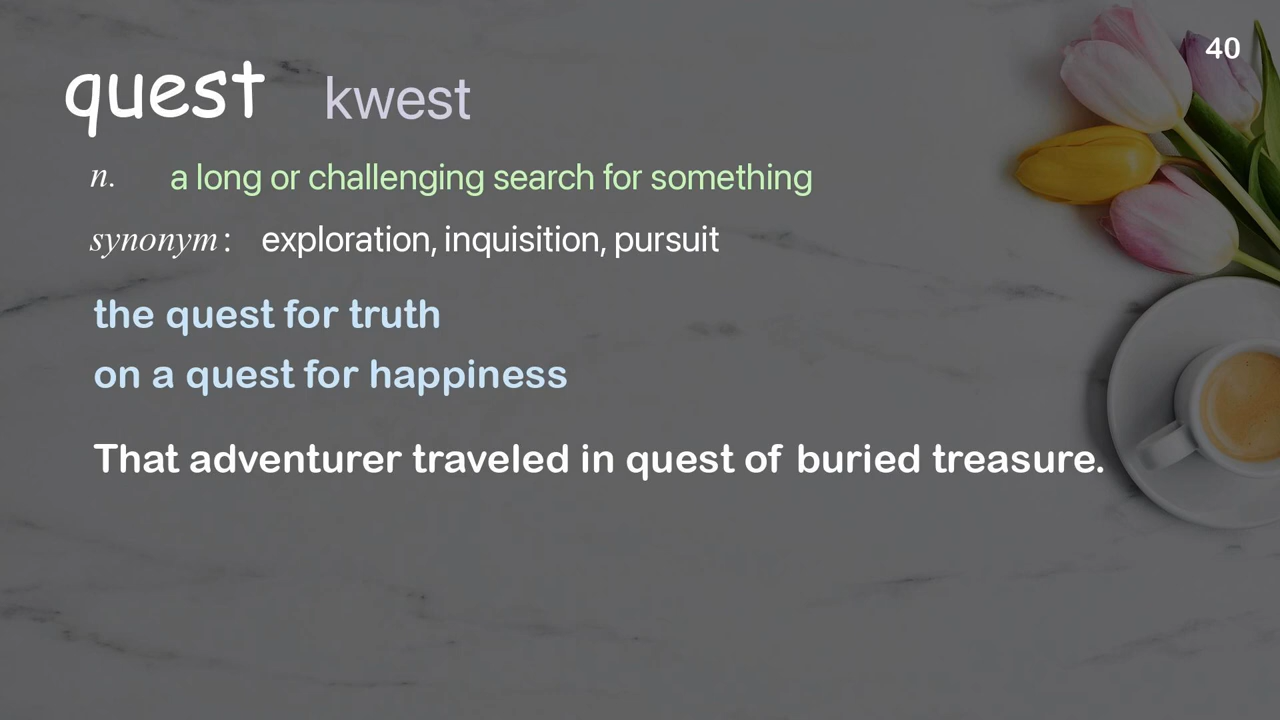 40
quest kwest
n. a long or challenging search for something
synonym: exploration, inquisition, pursuit
the quest for truth
on a quest for happiness
That adventurer traveled in quest of buried treasure.